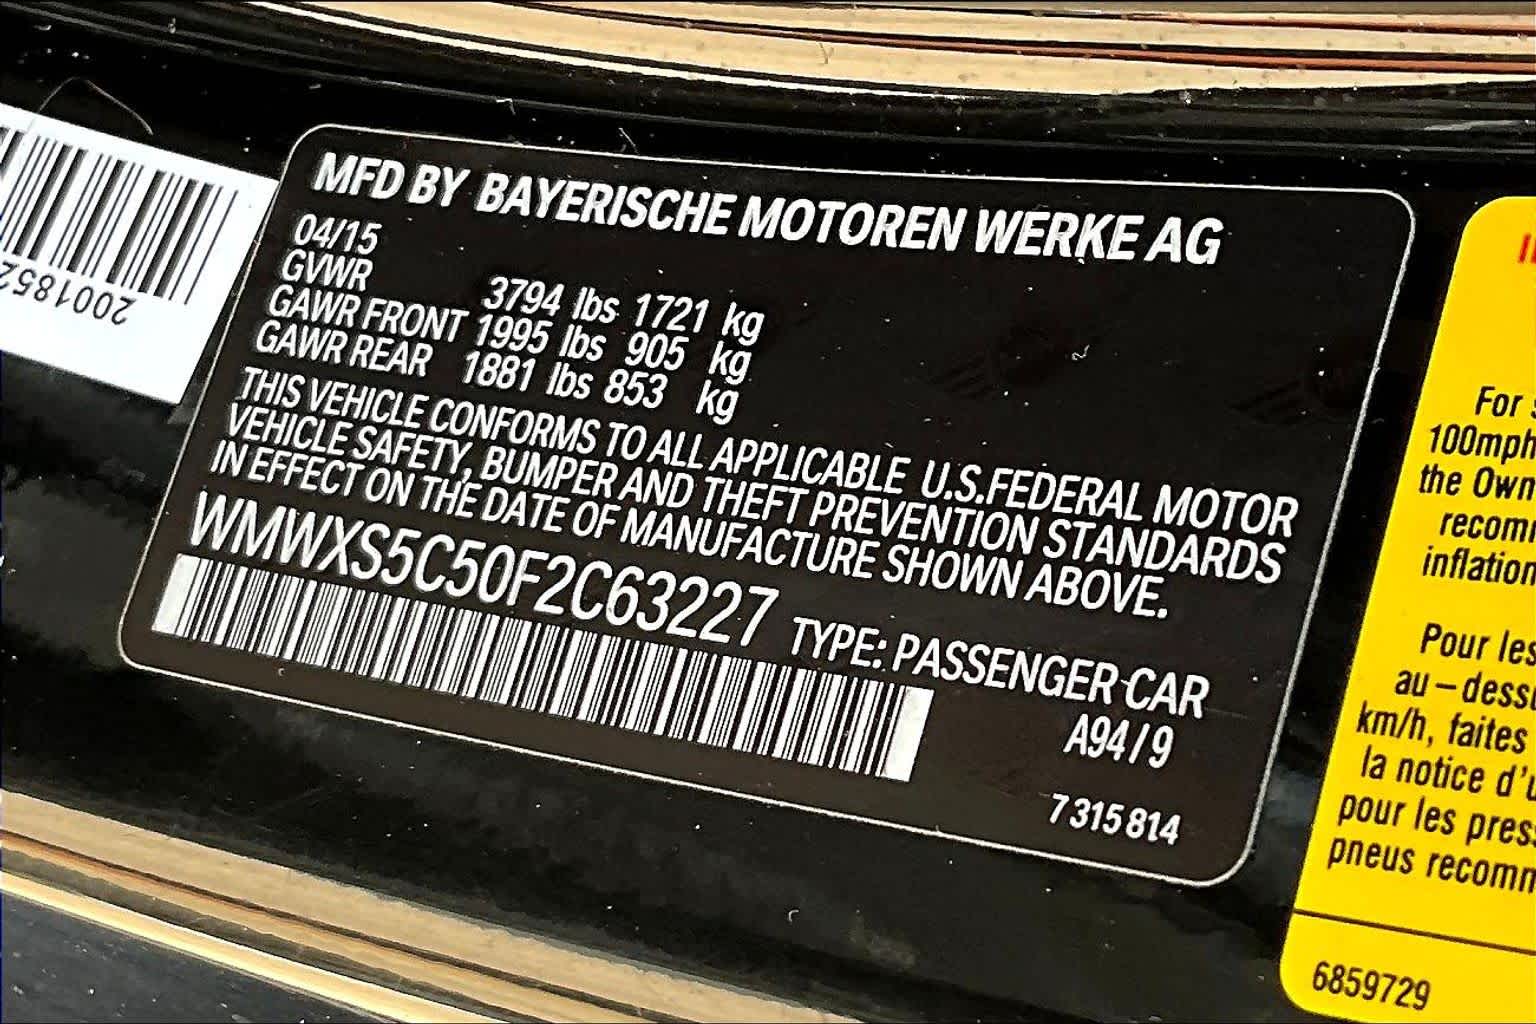 2001852
MFD BY BAYERISCHE MOTOREN WERKE AG
04/15
GVWR 3794 lbs 1721 kg
GAWR FRONT 1995 lbs 905 kg
GAWR REAR 1881 lbs 853 kg
THIS VEHICLE CONFORMS TO ALL APPLICABLE U.S.FEDERAL MOTOR
VEHICLE SAFETY, BUMPER AND THEFT PREVENTION STANDARDS
IN EFFECT ON THE DATE OF MANUFACTURE SHOWN ABOVE.
WMWXS5C50F2C63227 TYPE: PASSENGER CAR
A94/9
7 315 814
For
100mph
the Own
recom
inflation
Pour les
au-dess
km/h, faites
la notice d'u
pour les press
pneus recomm
6859729